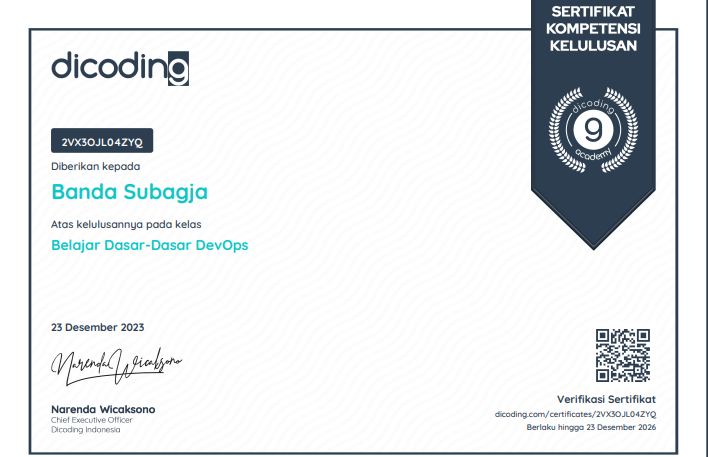 SERTIFIKAT
KOMPETENSI
KELULUSAN
dicoding
dicoding
9
academy
2VX3OJL04ZYQ
Diberikan kepada
Banda Subagja
Atas kelulusannya pada kelas
Belajar Dasar-Dasar DevOps
23 Desember 2023
Narenda Wicaksono
Narenda Wicaksono
Chief Executive Officer
Dicoding Indonesia
Verifikasi Sertifikat
dicoding.com/certificates/2VX3OJL04ZYQ
Berlaku hingga 23 Desember 2026